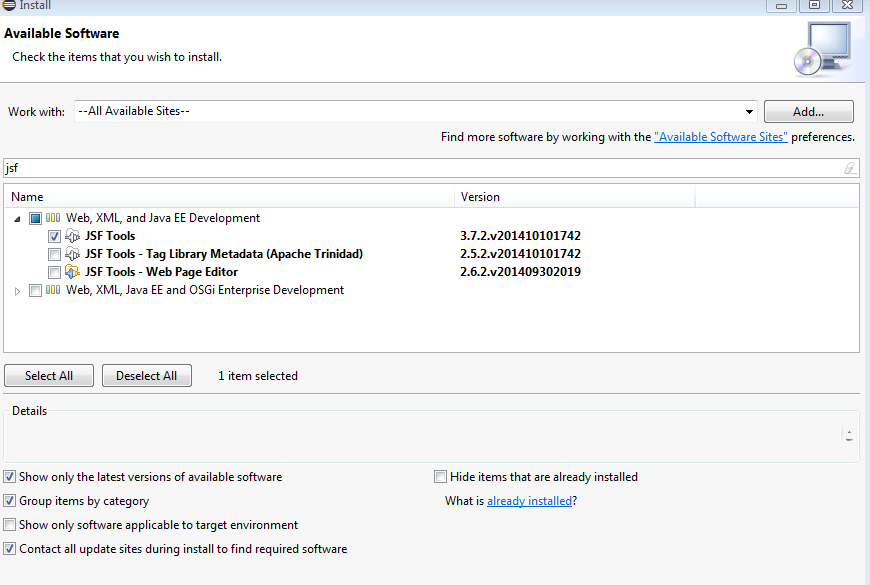 Install
Available Software
Check the items that you wish to install.
Work with: --All Available Sites-- Add...
Find more software by working with the "Available Software Sites" preferences.
jsf
Name Version
Web, XML, and Java EE Development
JSF Tools 3.7.2.v201410101742
JSF Tools - Tag Library Metadata (Apache Trinidad) 2.5.2.v201410101742
JSF Tools - Web Page Editor 2.6.2.v201409302019
Web, XML, Java EE and OSGi Enterprise Development
Select All Deselect All 1 item selected
Details
Show only the latest versions of available software Hide items that are already installed
Group items by category What is already installed?
Show only software applicable to target environment
Contact all update sites during install to find required software